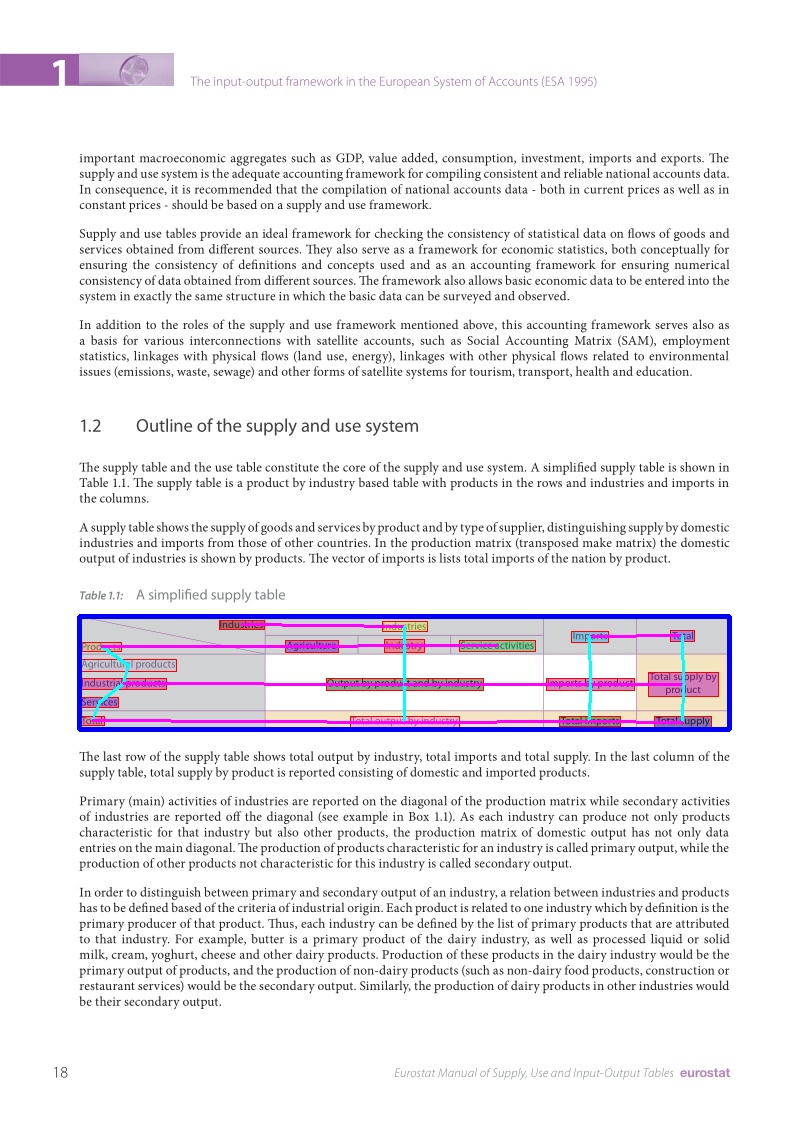 1
The input-output framework in the European System of Accounts (ESA 1995)
important macroeconomic aggregates such as GDP, value added, consumption, investment, imports and exports. The
supply and use system is the adequate accounting framework for compiling consistent and reliable national accounts data.
In consequence, it is recommended that the compilation of national accounts data - both in current prices as well as in
constant prices - should be based on a supply and use framework.
Supply and use tables provide an ideal framework for checking the consistency of statistical data on flows of goods and
services obtained from different sources. They also serve as a framework for economic statistics, both conceptually for
ensuring the consistency of definitions and concepts used and as an accounting framework for ensuring numerical
consistency of data obtained from different sources. The framework also allows basic economic data to be entered into the
system in exactly the same structure in which the basic data can be surveyed and observed.
In addition to the roles of the supply and use framework mentioned above, this accounting framework serves also as
a basis for various interconnections with satellite accounts, such as Social Accounting Matrix (SAM), employment
statistics, linkages with physical flows (land use, energy), linkages with other physical flows related to environmental
issues (emissions, waste, sewage) and other forms of satellite systems for tourism, transport, health and education.
1.2 Outline of the supply and use system
The supply table and the use table constitute the core of the supply and use system. A simplified supply table is shown in
Table 1.1. The supply table is a product by industry based table with products in the rows and industries and imports in
the columns.
A supply table shows the supply of goods and services by product and by type of supplier, distinguishing supply by domestic
industries and imports from those of other countries. In the production matrix (transposed make matrix) the domestic
output of industries is shown by products. The vector of imports is lists total imports of the nation by product.
Table 1.1: A simplified supply table
Industries Industries
Imports Total
Products Agriculture Industry Service activities
Agricultural products
Industrial products Output by product and by industry Imports by product Total supply by
product
Services
Total Total output by industry Total imports Total supply
The last row of the supply table shows total output by industry, total imports and total supply. In the last column of the
supply table, total supply by product is reported consisting of domestic and imported products.
Primary (main) activities of industries are reported on the diagonal of the production matrix while secondary activities
of industries are reported off the diagonal (see example in Box 1.1). As each industry can produce not only products
characteristic for that industry but also other products, the production matrix of domestic output has not only data
entries on the main diagonal. The production of products characteristic for an industry is called primary output, while the
production of other products not characteristic for this industry is called secondary output.
In order to distinguish between primary and secondary output of an industry, a relation between industries and products
has to be defined based of the criteria of industrial origin. Each product is related to one industry which by definition is the
primary producer of that product. Thus, each industry can be defined by the list of primary products that are attributed
to that industry. For example, butter is a primary product of the dairy industry, as well as processed liquid or solid
milk, cream, yoghurt, cheese and other dairy products. Production of these products in the dairy industry would be the
primary output of products, and the production of non-dairy products (such as non-dairy food products, construction or
restaurant services) would be the secondary output. Similarly, the production of dairy products in other industries would
be their secondary output.
18
Eurostat Manual of Supply, Use and Input-Output Tables eurostat